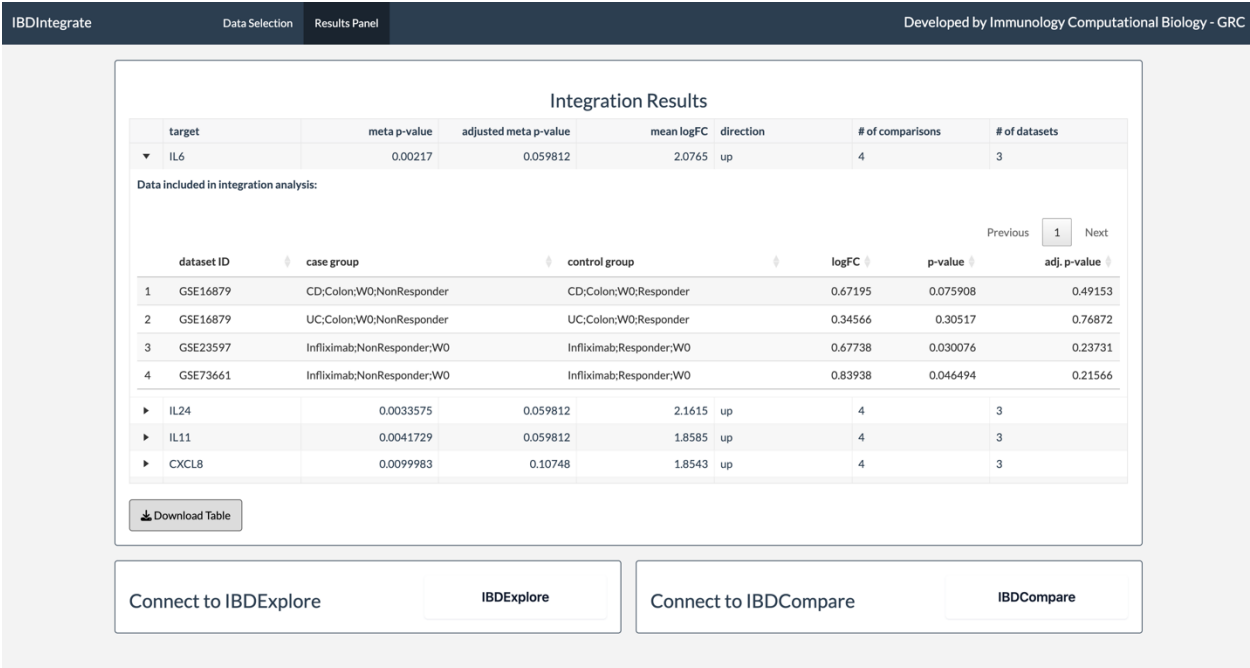 IBDIntegrate Data Selection Results Panel Developed by Immunology Computational Biology - GRC
Integration Results
target meta p-value adjusted meta p-value mean logFC direction # of comparisons # of datasets
IL6 0.00217 0.059812 2.0765 up 4 3
Data included in integration analysis:
Previous 1 Next
dataset ID case group control group logFC p-value adj. p-value
1 GSE16879 CD;Colon;W0;NonResponder CD;Colon;W0;Responder 0.67195 0.075908 0.49153
2 GSE16879 UC;Colon;W0;NonResponder UC;Colon;W0;Responder 0.34566 0.30517 0.76872
3 GSE23597 Infliximab;NonResponder;W0 Infliximab;Responder;W0 0.67738 0.030076 0.23731
4 GSE73661 Infliximab;NonResponder;W0 Infliximab;Responder;W0 0.83938 0.046494 0.21566
IL24 0.0033575 0.059812 2.1615 up 4 3
IL11 0.0041729 0.059812 1.8585 up 4 3
CXCL8 0.0099983 0.10748 1.8543 up 4 3
Download Table
Connect to IBDExplore IBDExplore Connect to IBDCompare IBDCompare